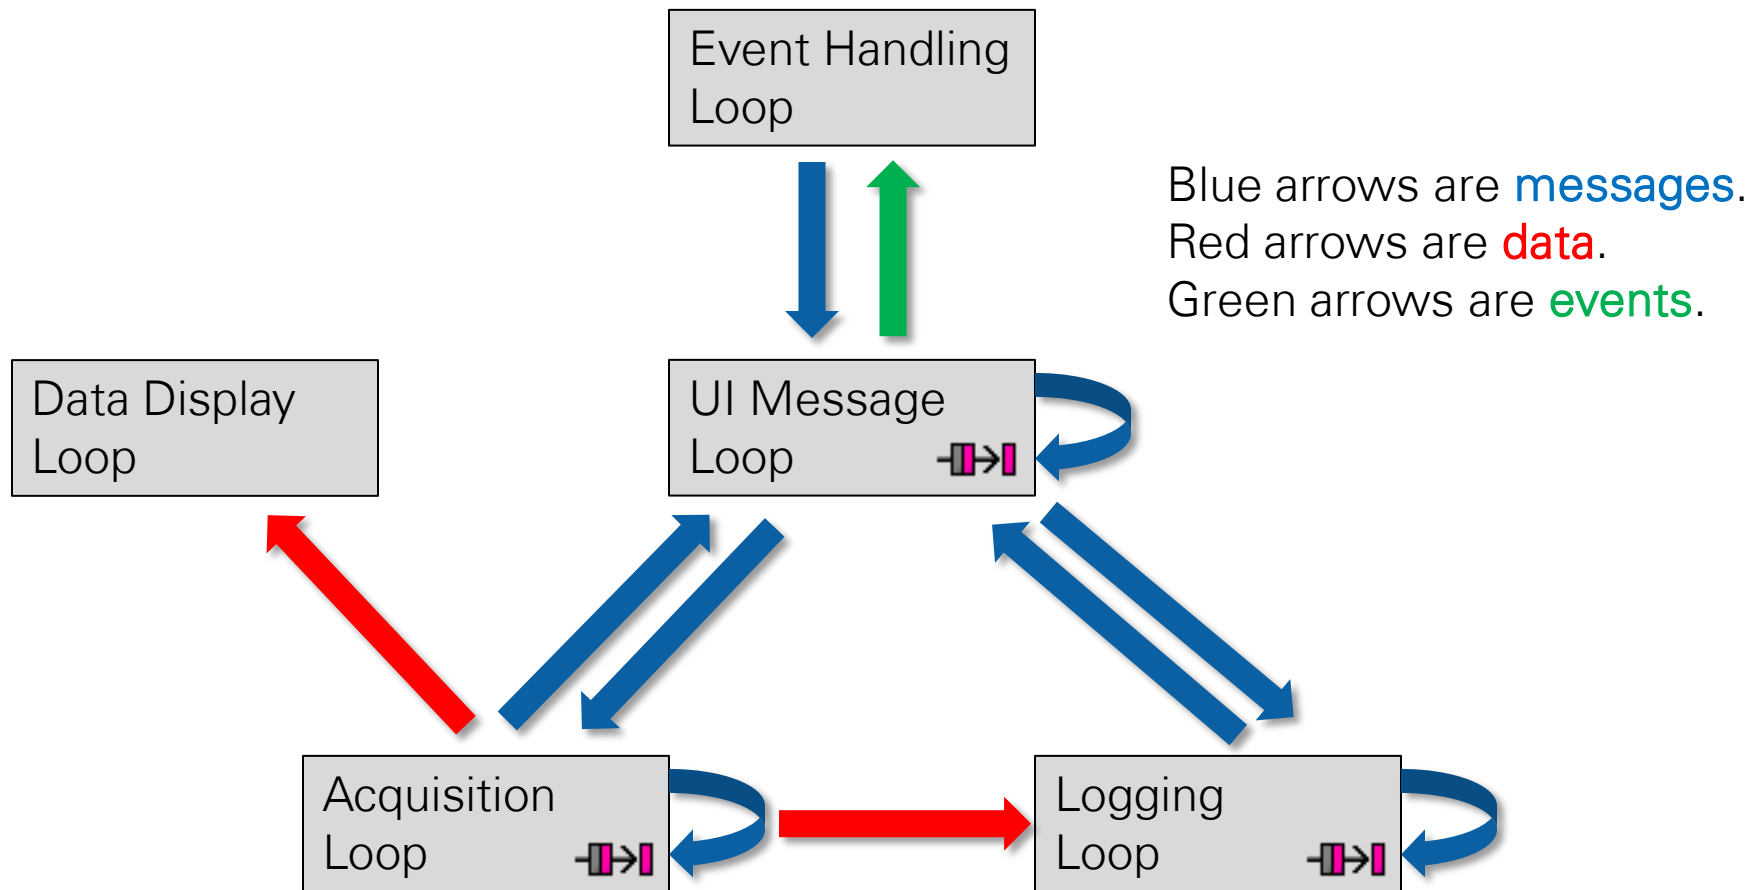 Event Handling
Loop
Blue arrows are messages.
Red arrows are data.
Green arrows are events.
Data Display
Loop
UI Message
Loop
Acquisition
Loop
Logging
Loop